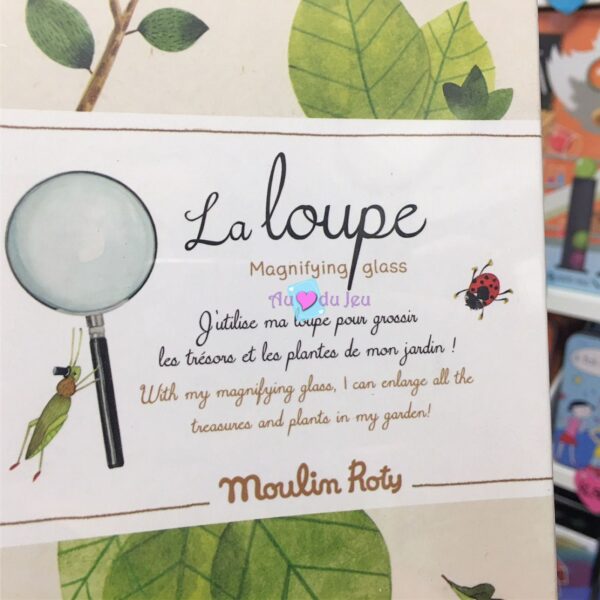 La loupe
Magnifying glass
Au du Jeu
J'utilise ma loupe pour grossir
les trésors et les plantes de mon jardin !
With my magnifying glass, I can enlarge all the
treasures and plants in my garden!
Moulin Roty